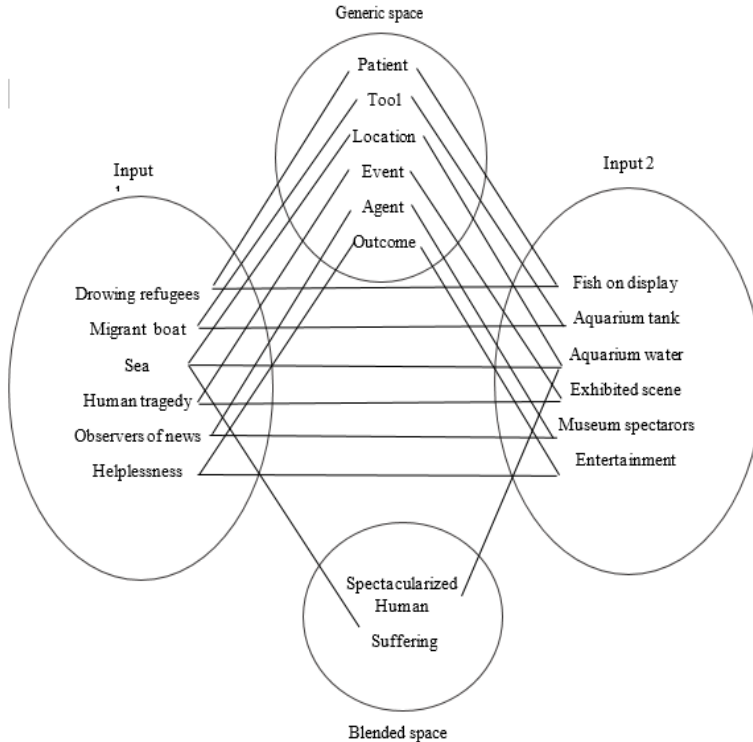 Generic space
Patient
Tool
Location
Event
Agent
Outcome
Input
1
Drowing refugees
Migrant boat
Sea
Human tragedy
Observers of news
Helplessness
Input 2
Fish on display
Aquarium tank
Aquarium water
Exhibited scene
Museum spectarors
Entertainment
Spectacularized
Human
Suffering
Blended space